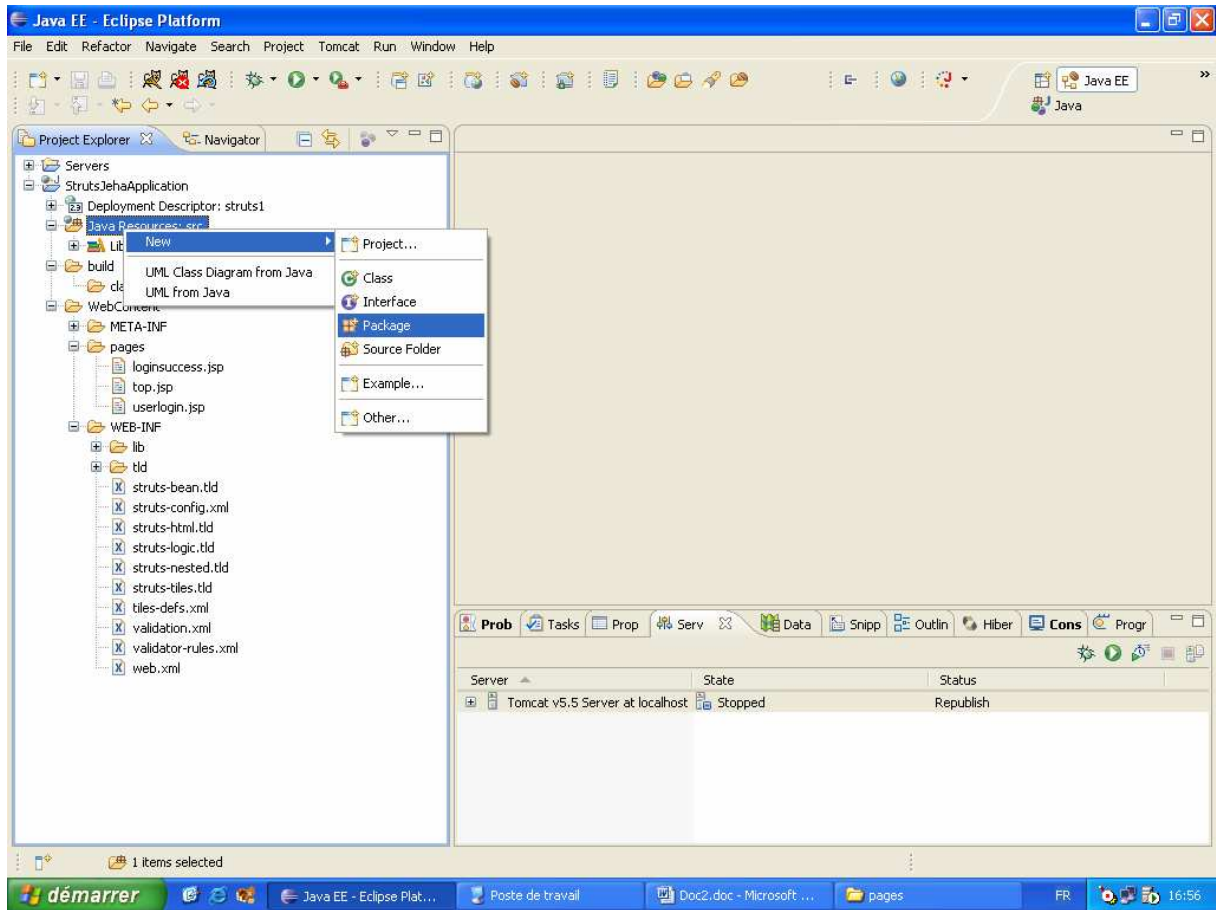 Java EE - Eclipse Platform
File Edit Refactor Navigate Search Project Tomcat Run Window Help
Java EE
»
Java
Project Explorer
Navigator
Servers
StrutsJehaApplication
Deployment Descriptor: struts1
Java Resources: src
New
UML Class Diagram from Java
UML from Java
Project...
Class
Interface
Package
Source Folder
Example...
Other...
build
WebContent
META-INF
pages
loginsuccess.jsp
top.jsp
userlogin.jsp
WEB-INF
lib
tld
struts-bean.tld
struts-config.xml
struts-html.tld
struts-logic.tld
struts-nested.tld
struts-tiles.tld
tiles-defs.xml
validation.xml
validator-rules.xml
web.xml
Prob Tasks Prop Serv Data Snipp Outlin Hiber Cons Progr
Server State Status
Tomcat v5.5 Server at localhost Stopped Republish
1 items selected
démarrer Java EE - Eclipse Plat... Poste de travail Doc2.doc - Microsoft ... pages FR 16:56